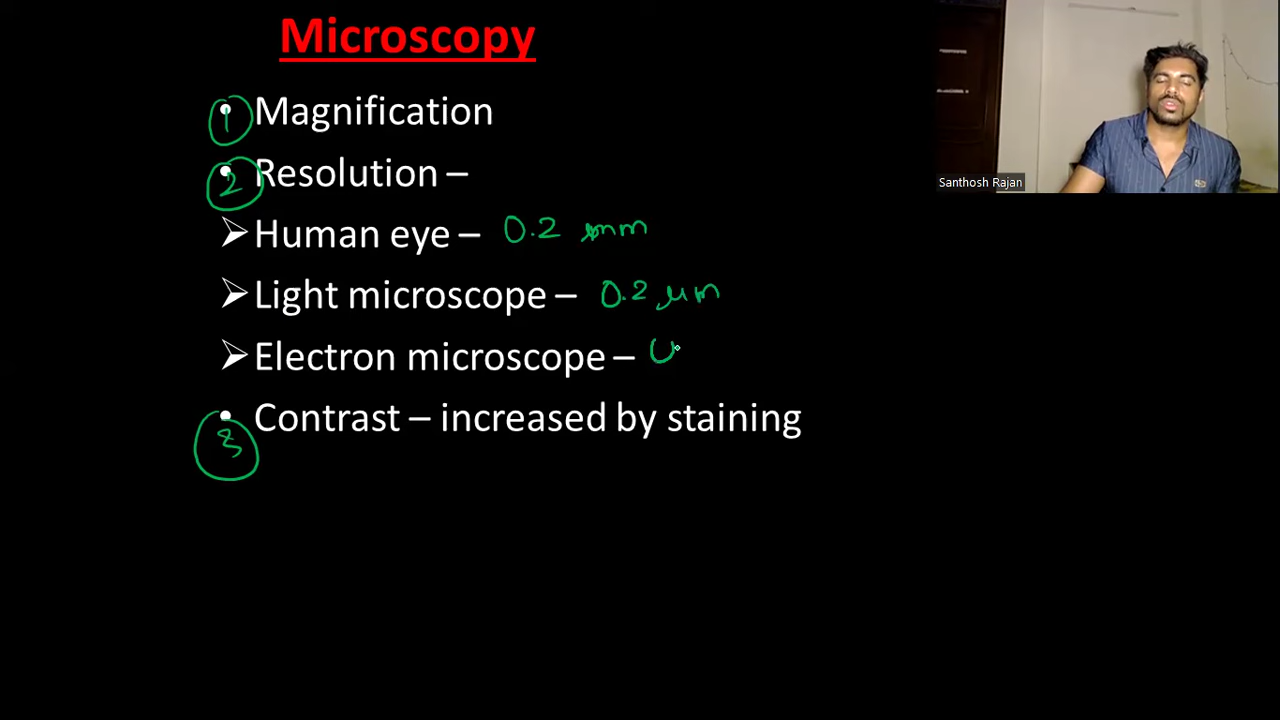 Microscopy
1 Magnification
2 Resolution –
Human eye – 0.2 mm
Light microscope – 0.2 μm
Electron microscope –
3 Contrast – increased by staining
Santhosh Rajan